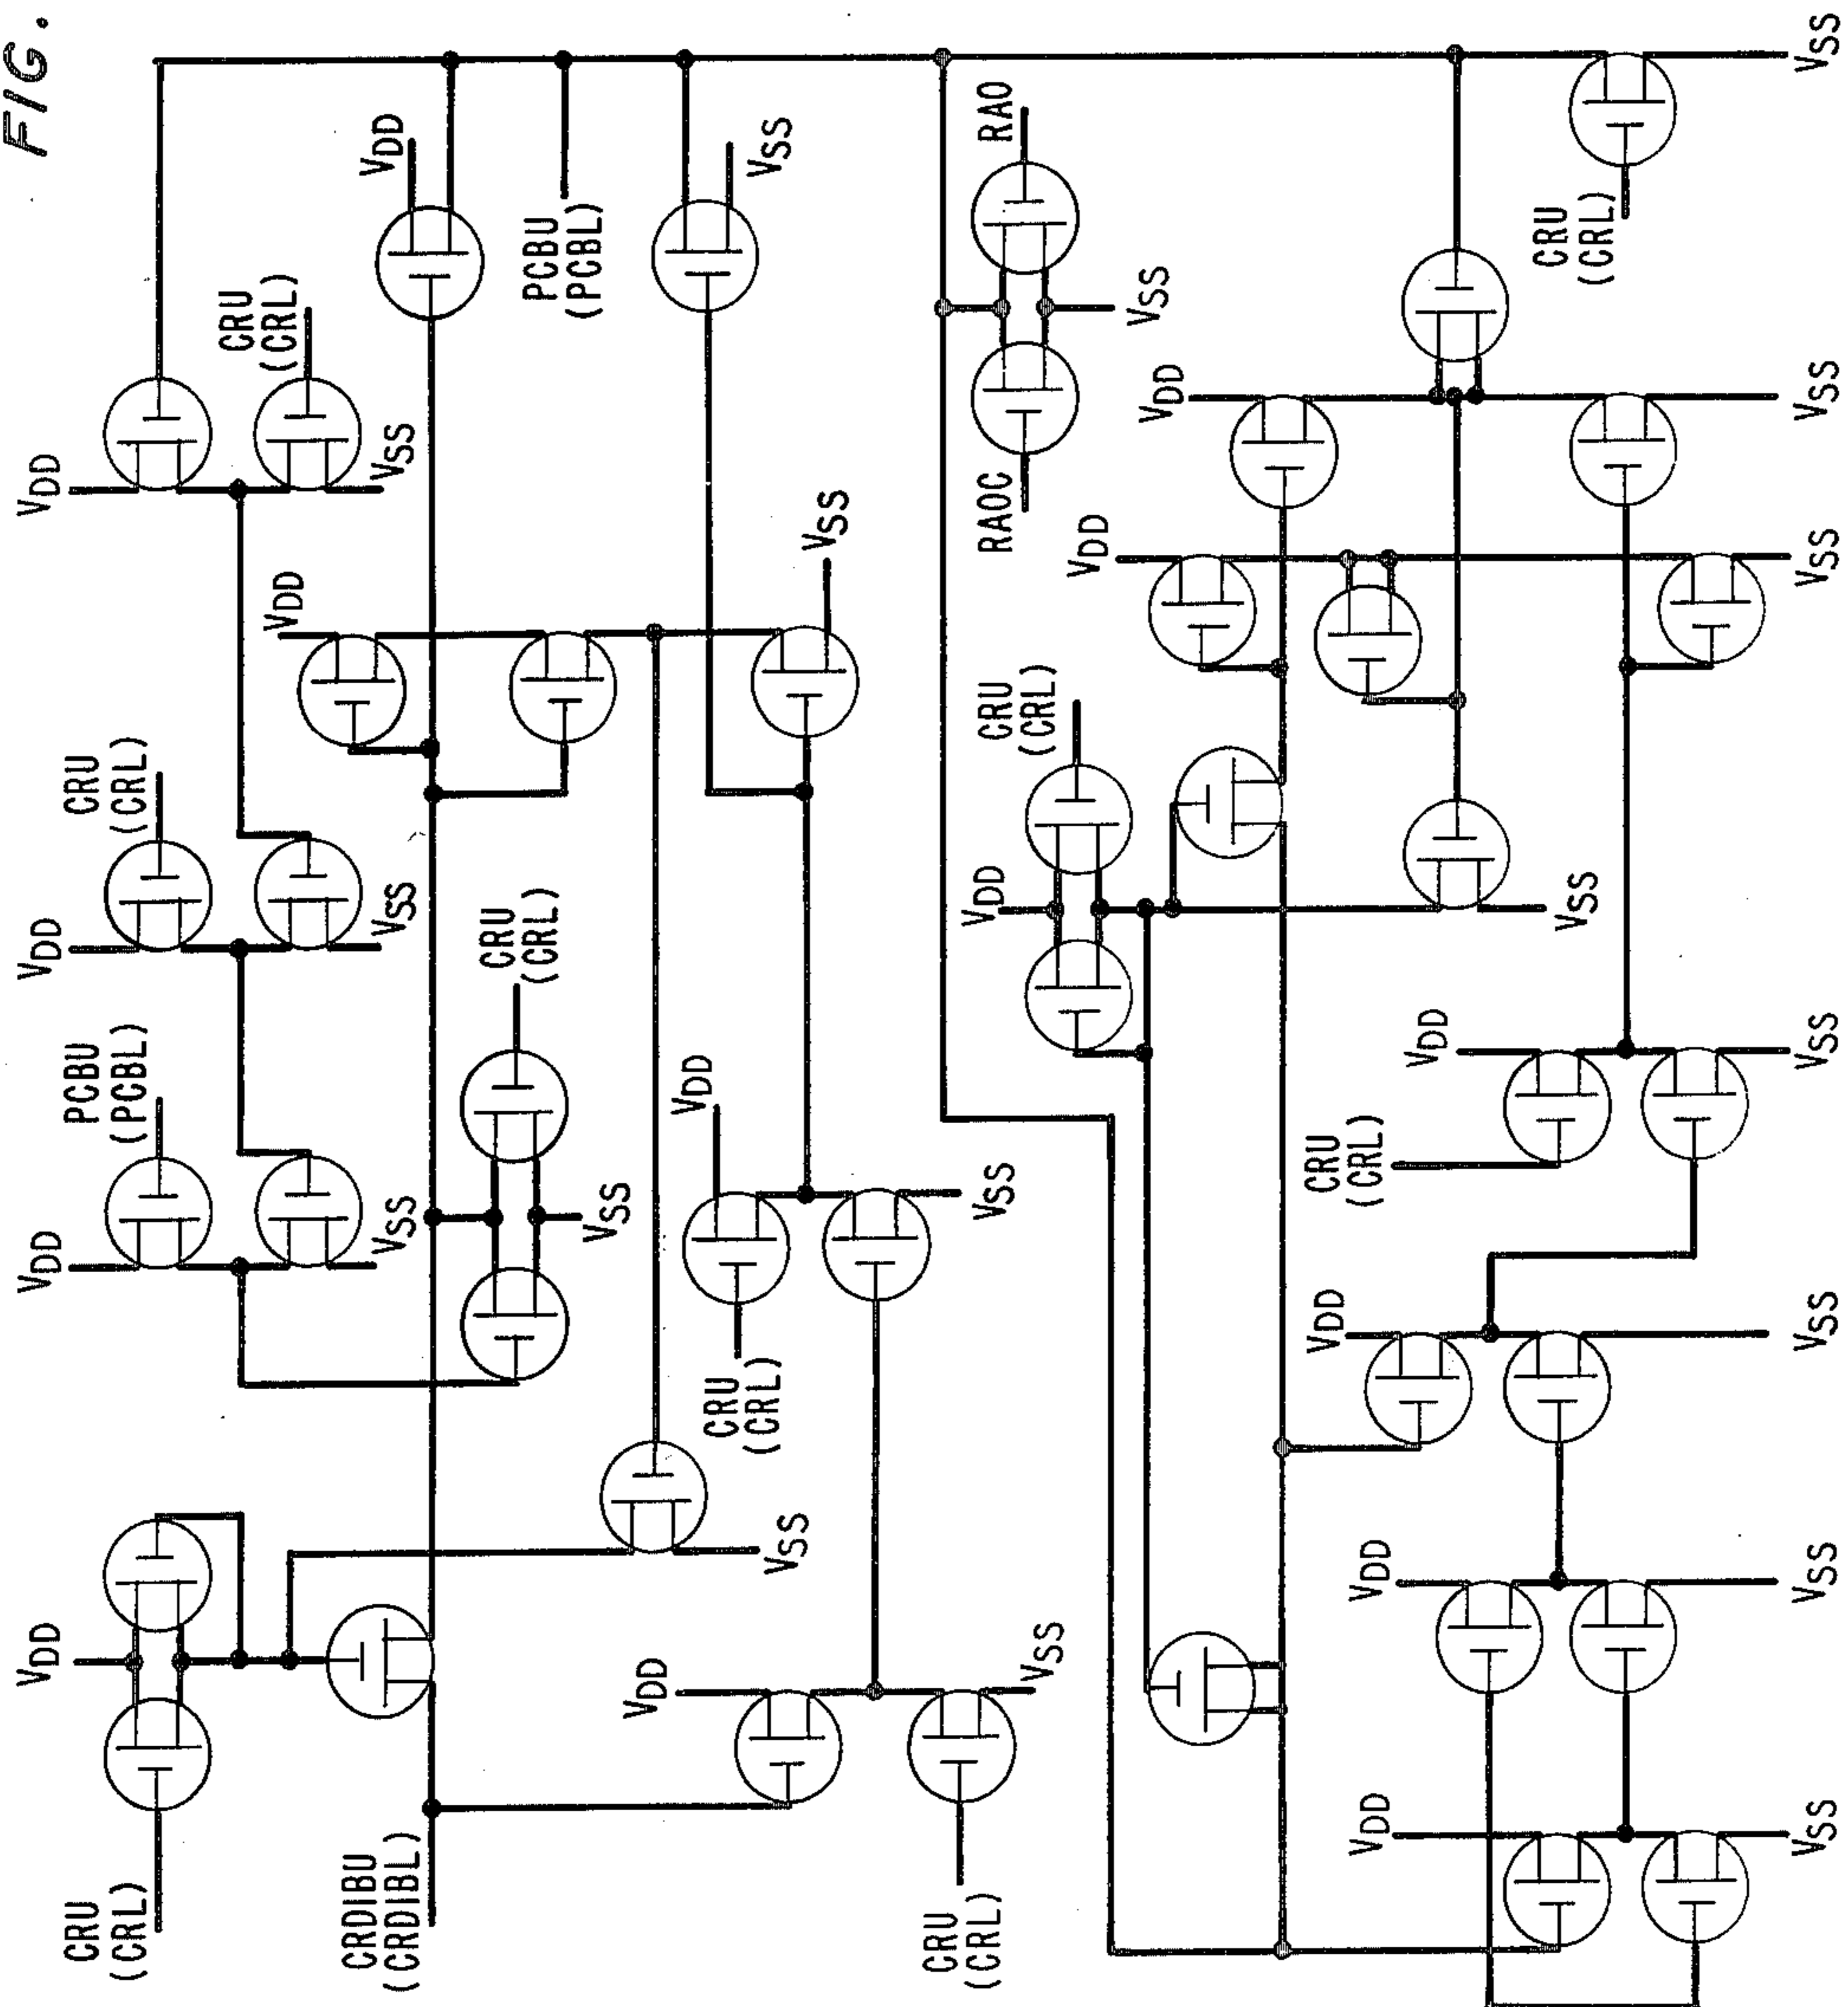 FIG.
VDD
CRU
(CRL)
VSS
VDD
CRU
(CRL)
VSS
VDD
PCBU
(PCBL)
VSS
VDD
CRU
(CRL)
VDD
PCBU
(PCBL)
VSS
VDD
VSS
CRU
(CRL)
VSS
CRDIBU
(CRDIBL)
VDD
CRU
(CRL)
VSS
VSS
VDD
VSS
CRU
(CRL)
RAO
RAOC
VSS
VDD
CRU
(CRL)
VSS
VDD
VSS
VDD
VSS
CRU
(CRL)
VDD
VSS
CRU
(CRL)
VDD
VSS
VDD
VSS
VDD
VSS
VDD
VSS